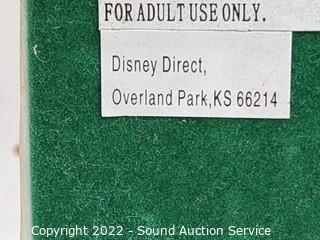 FOR ADULT USE ONLY.
Disney Direct,
Overland Park,KS 66214
Copyright 2022 - Sound Auction Service